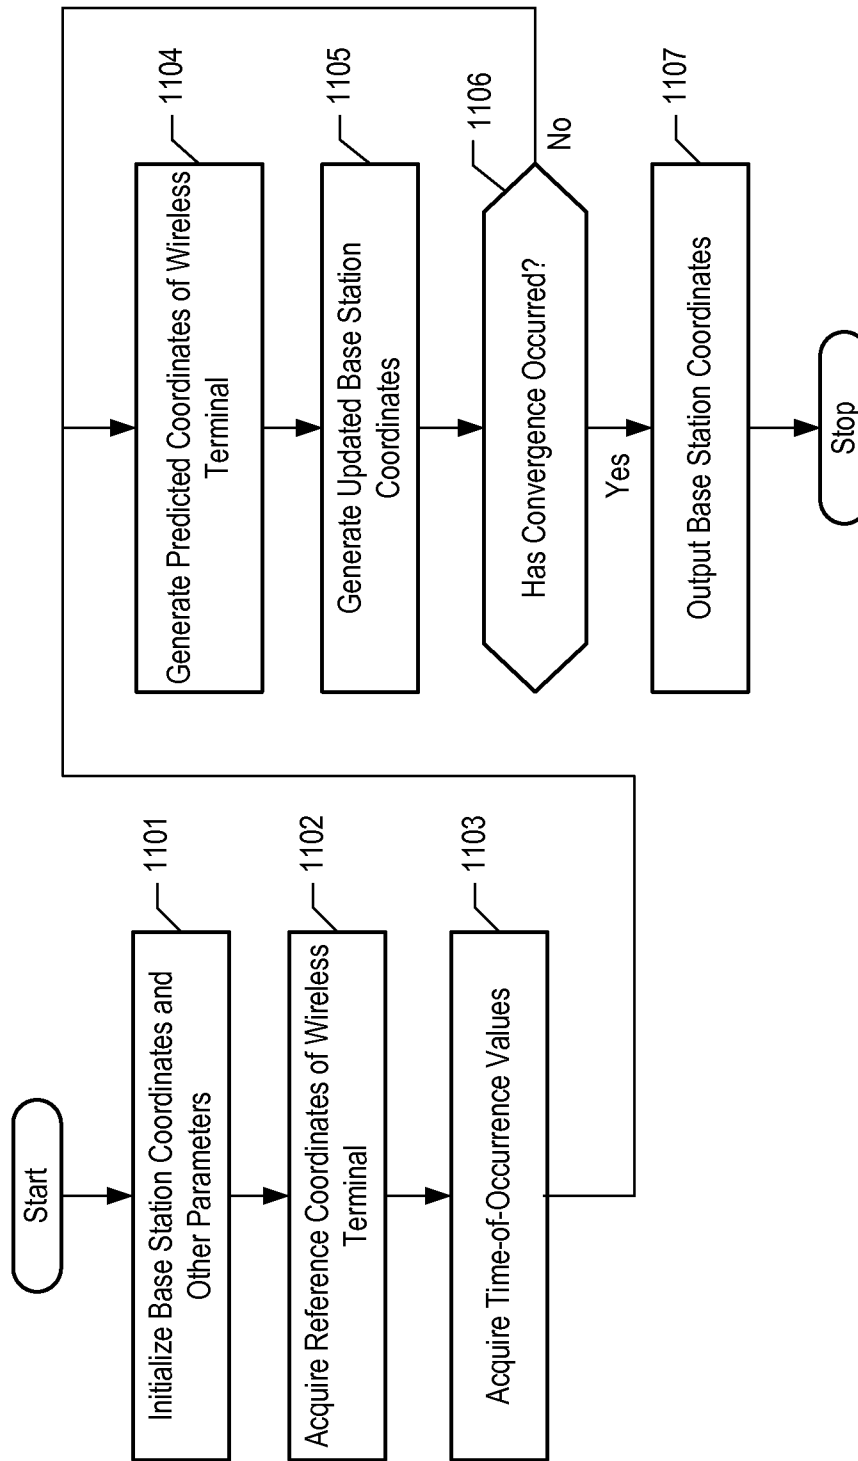 Start
Initialize Base Station Coordinates and
Other Parameters
1101
Acquire Reference Coordinates of Wireless
Terminal
1102
Acquire Time-of-Occurrence Values
1103
Generate Predicted Coordinates of Wireless
Terminal
1104
Generate Updated Base Station
Coordinates
1105
Has Convergence Occurred?
1106
No
Yes
Output Base Station Coordinates
1107
Stop